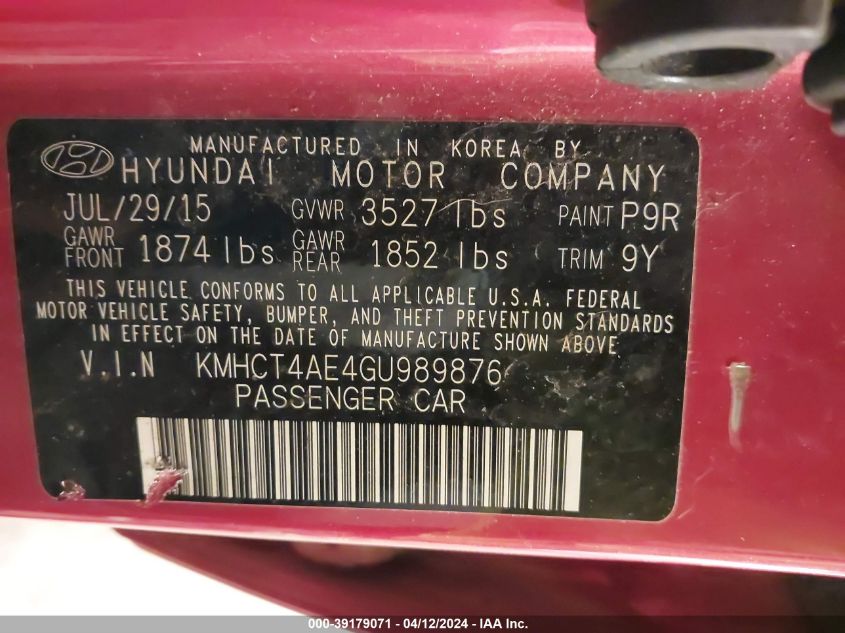 MANUFACTURED IN KOREA BY
HYUNDAI MOTOR COMPANY
JUL/29/15 GVWR 3527 lbs PAINT P9R
GAWR FRONT 1874 lbs GAWR REAR 1852 lbs TRIM 9Y
THIS VEHICLE CONFORMS TO ALL APPLICABLE U.S.A. FEDERAL
MOTOR VEHICLE SAFETY, BUMPER, AND THEFT PREVENTION STANDARDS
IN EFFECT ON THE DATE OF MANUFACTURE SHOWN ABOVE
V.I.N KMHCT4AE4GU989876
PASSENGER CAR
000-39179071 - 04/12/2024 - IAA Inc.